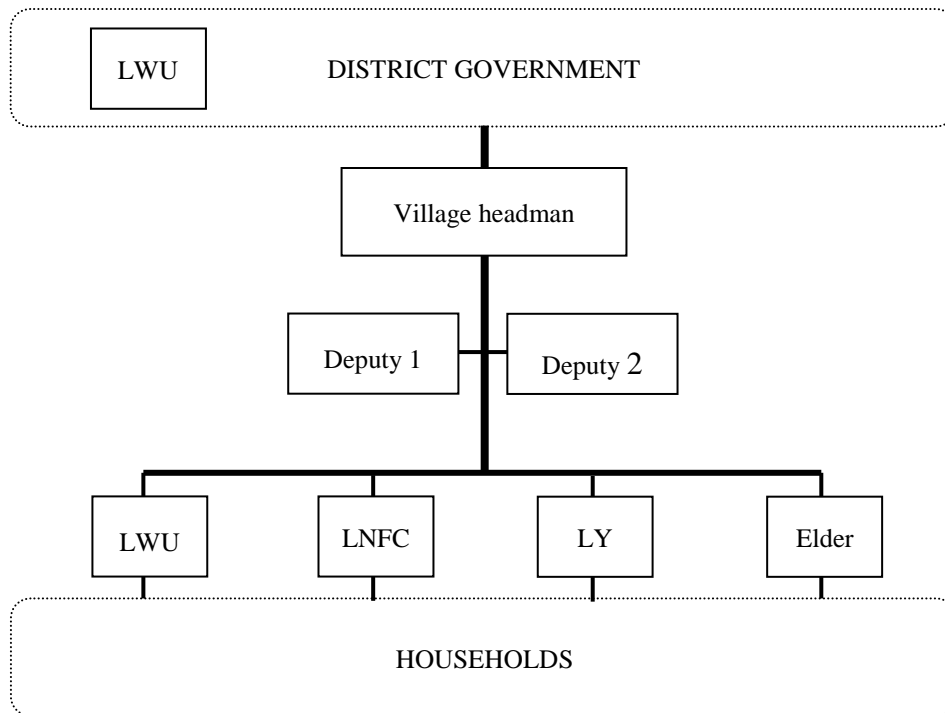 LWU
DISTRICT GOVERNMENT
Village headman
Deputy 1
Deputy 2
LWU
LNFC
LY
Elder
HOUSEHOLDS